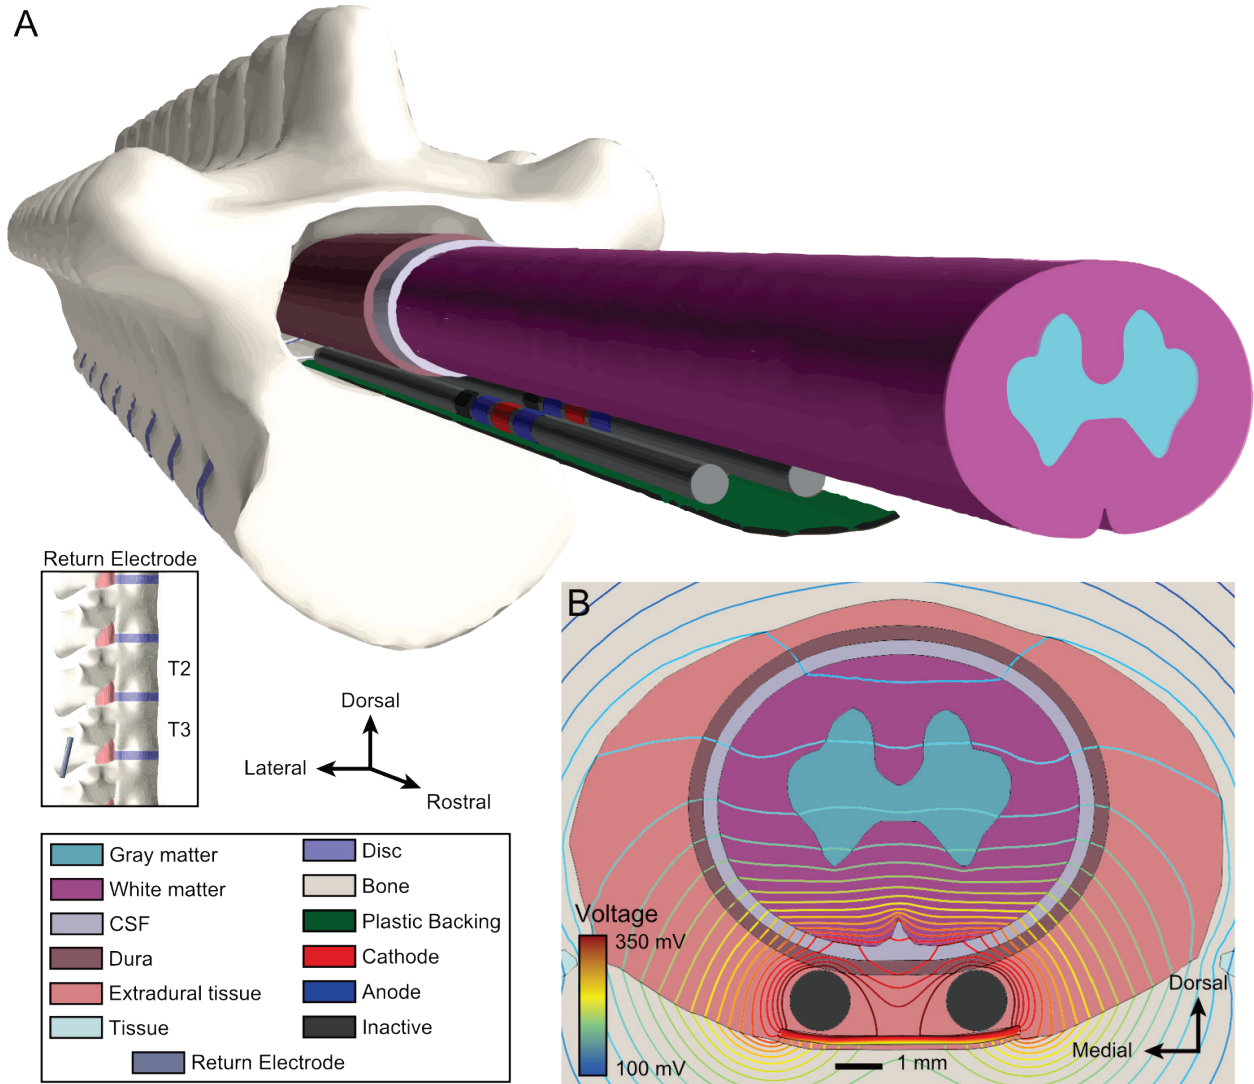 A
Return Electrode
T2
T3
Dorsal
Lateral
Rostral
Gray matter
White matter
CSF
Dura
Extradural tissue
Tissue
Disc
Bone
Plastic Backing
Cathode
Anode
Inactive
Return Electrode
B
Voltage
350 mV
100 mV
1 mm
Dorsal
Medial